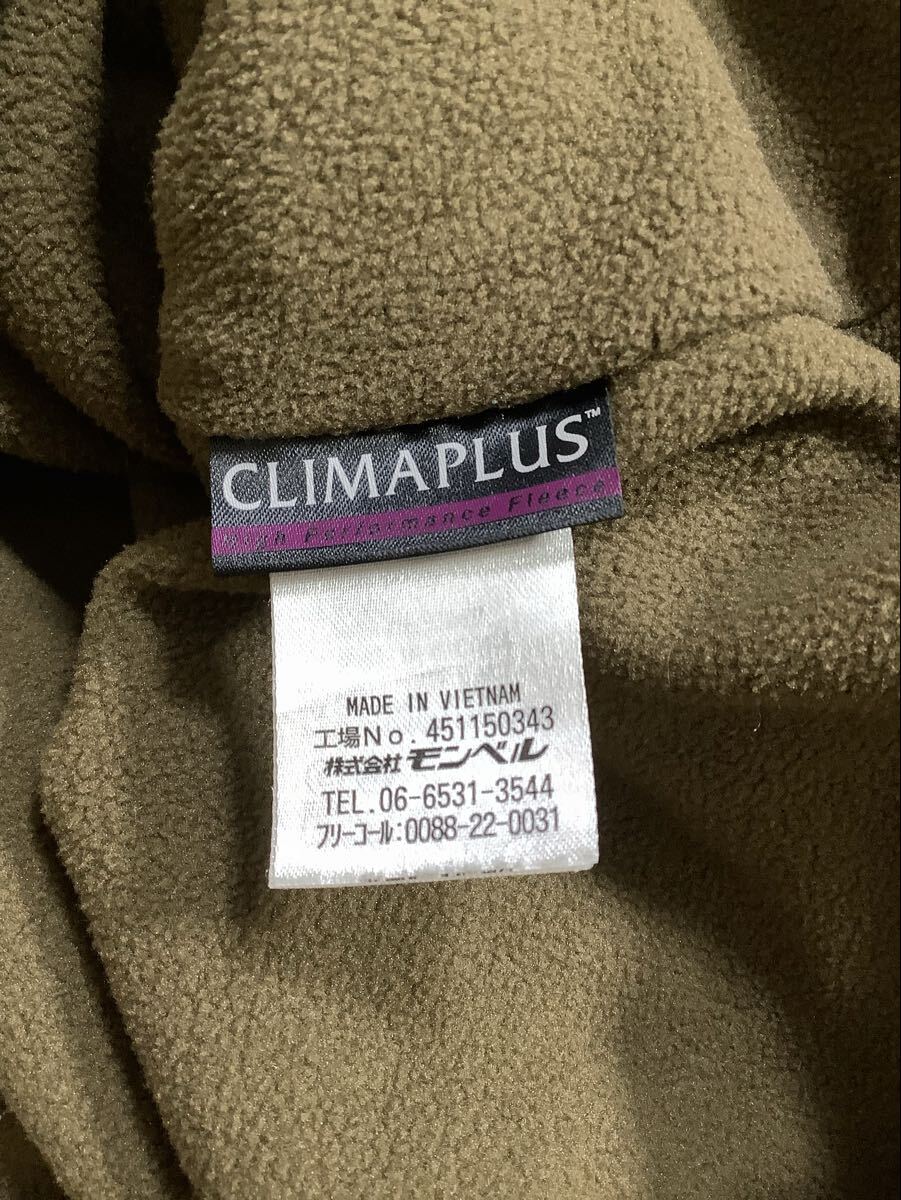 CLIMAPLUS™
High Performance Fleece
MADE IN VIETNAM
工場No.451150343
株式会社モンベル
TEL.06-6531-3544
フリーコール:0088-22-0031